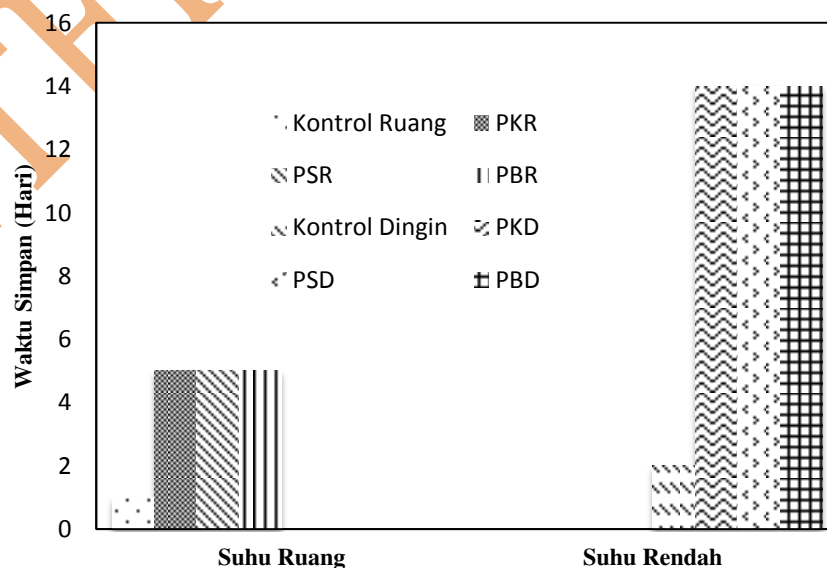 16
14
12
10
8
6
4
2
0
Waktu Simpan (Hari)
Kontrol Ruang PKR
PSR PBR
Kontrol Dingin PKD
PSD PBD
Suhu Ruang Suhu Rendah